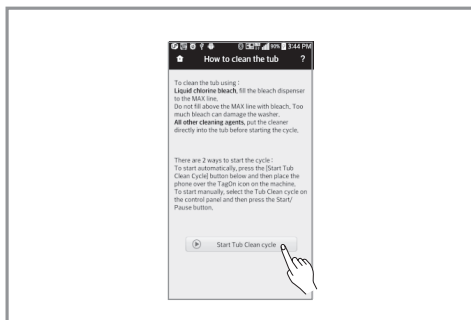 90% 3:44 PM
How to clean the tub ?
To clean the tub using :
Liquid chlorine bleach, fill the bleach dispenser
to the MAX line.
Do not fill above the MAX line with bleach, Too
much bleach can damage the washer.
All other cleaning agents, put the cleaner
directly into the tub before starting the cycle.
There are 2 ways to start the cycle :
To start automatically, press the [Start Tub
Clean Cycle] button below and then place the
phone over the TagOn icon on the machine.
To start manually, select the Tub Clean cycle on
the control panel and then press the Start/
Pause button.
Start Tub Clean cycle